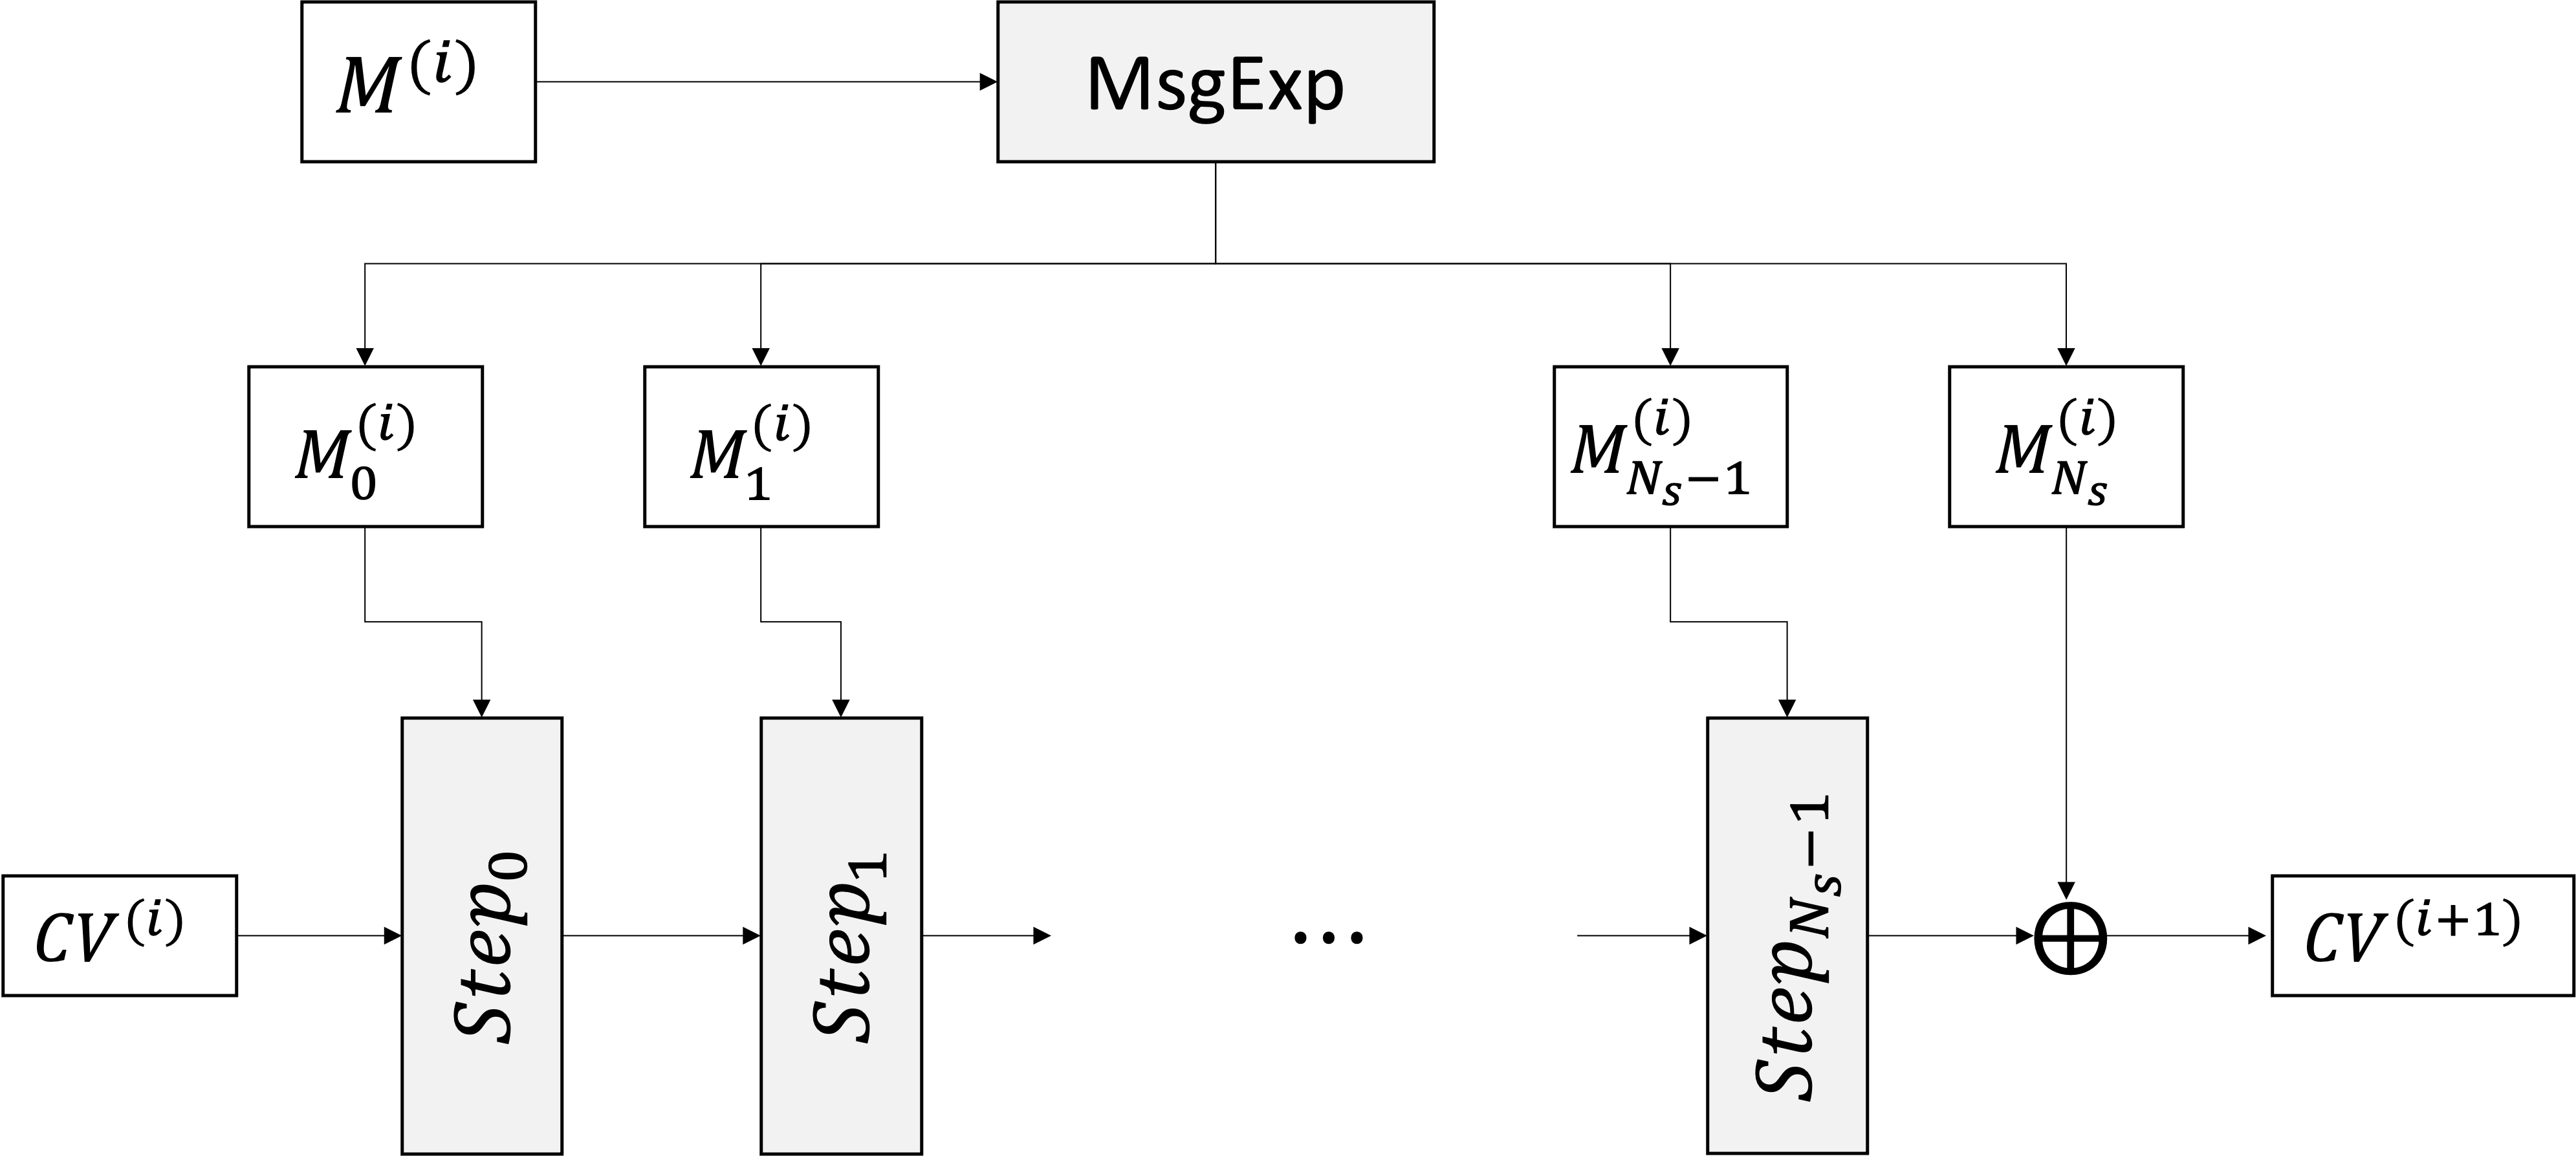 M^(i) MsgExp
M_0^(i) M_1^(i) M_{N_s-1}^(i) M_{N_s}^(i)
CV^(i) Step_0 Step_1 ... Step_{N_s-1} ⊕ CV^(i+1)